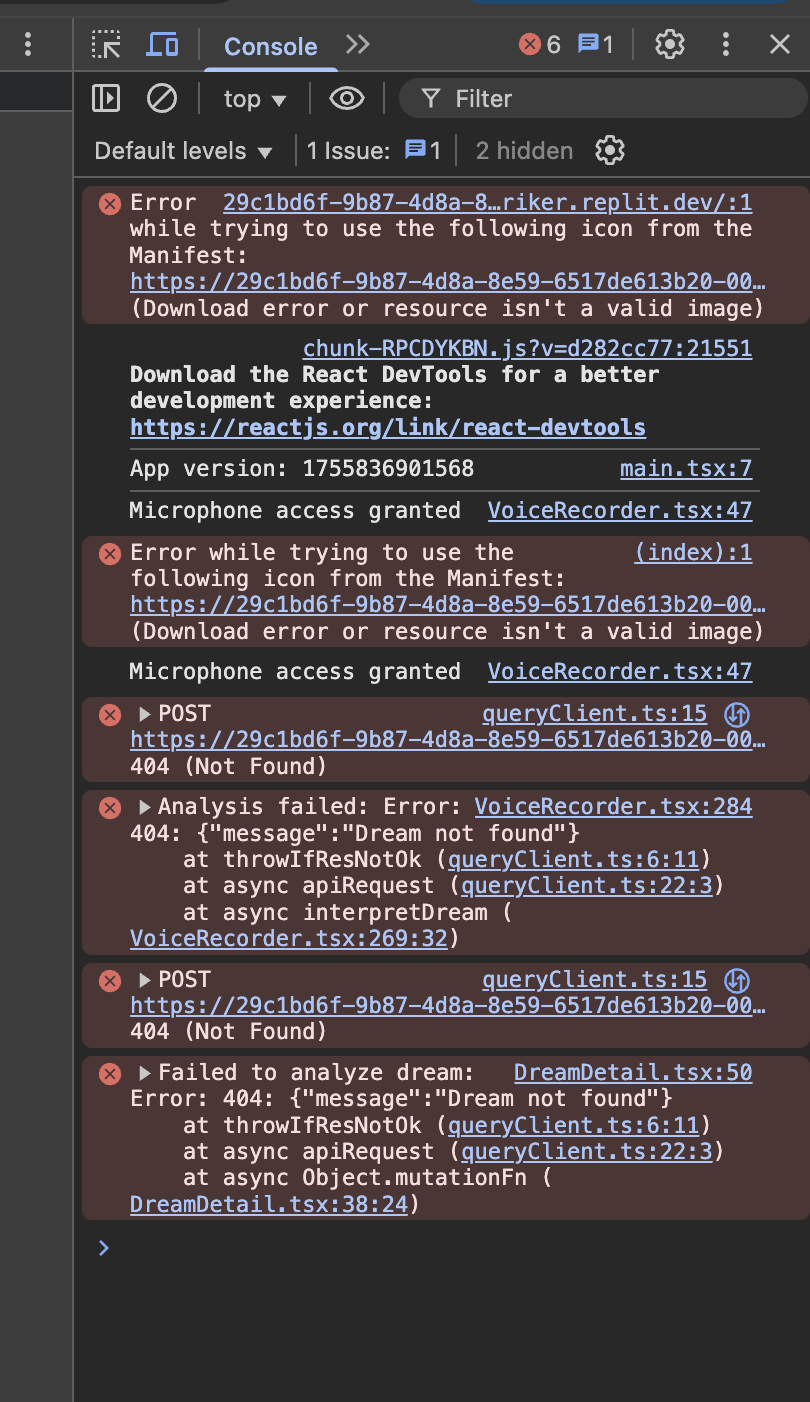 Console
6
1
top
Filter
Default levels
1 Issue:
1
2 hidden
Error 29c1bd6f-9b87-4d8a-8…riker.replit.dev/:1
while trying to use the following icon from the
Manifest:
https://29c1bd6f-9b87-4d8a-8e59-6517de613b20-00…
(Download error or resource isn't a valid image)
chunk-RPCDYKBN.js?v=d282cc77:21551
Download the React DevTools for a better
development experience:
https://reactjs.org/link/react-devtools
App version: 1755836901568 main.tsx:7
Microphone access granted VoiceRecorder.tsx:47
Error while trying to use the (index):1
following icon from the Manifest:
https://29c1bd6f-9b87-4d8a-8e59-6517de613b20-00…
(Download error or resource isn't a valid image)
Microphone access granted VoiceRecorder.tsx:47
POST queryClient.ts:15
https://29c1bd6f-9b87-4d8a-8e59-6517de613b20-00…
404 (Not Found)
Analysis failed: Error: VoiceRecorder.tsx:284
404: {"message":"Dream not found"}
at throwIfResNotOk (queryClient.ts:6:11)
at async apiRequest (queryClient.ts:22:3)
at async interpretDream (
VoiceRecorder.tsx:269:32)
POST queryClient.ts:15
https://29c1bd6f-9b87-4d8a-8e59-6517de613b20-00…
404 (Not Found)
Failed to analyze dream: DreamDetail.tsx:50
Error: 404: {"message":"Dream not found"}
at throwIfResNotOk (queryClient.ts:6:11)
at async apiRequest (queryClient.ts:22:3)
at async Object.mutationFn (
DreamDetail.tsx:38:24)